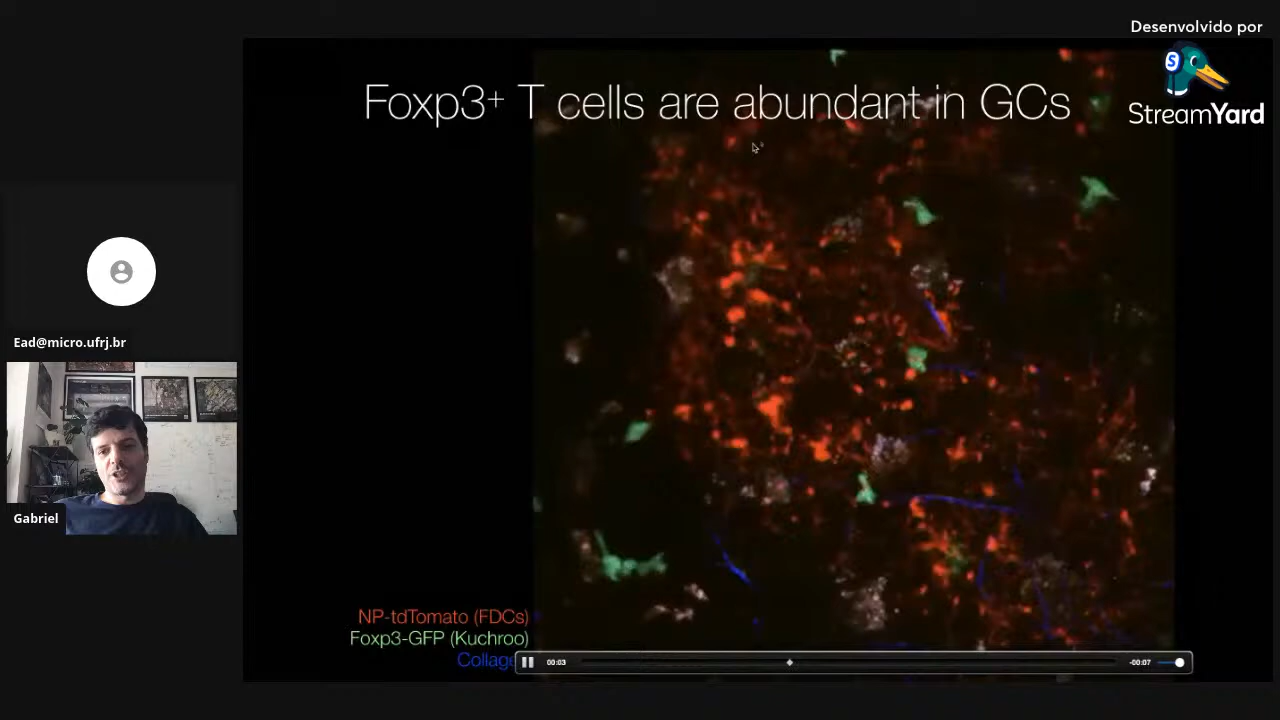 Desenvolvido por
StreamYard
Foxp3+ T cells are abundant in GCs
Ead@micro.ufrj.br
Gabriel
NP-tdTomato (FDCs)
Foxp3-GFP (Kuchroo)
Collage
00:03
-00:07